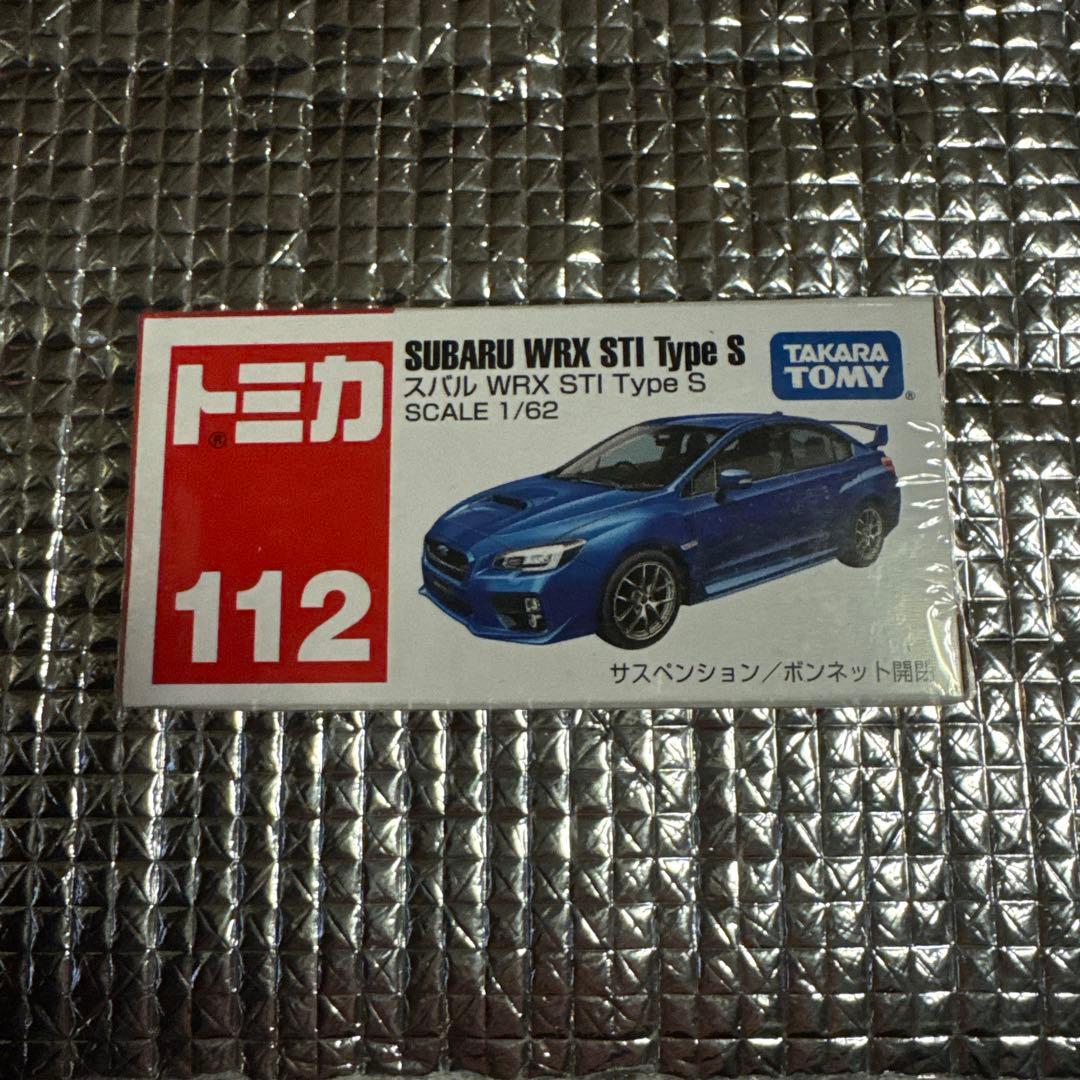 トミカ®
112
SUBARU WRX STI Type S
スバル WRX STI Type S
SCALE 1/62
TAKARA
TOMY®
サスペンション／ボンネット開閉